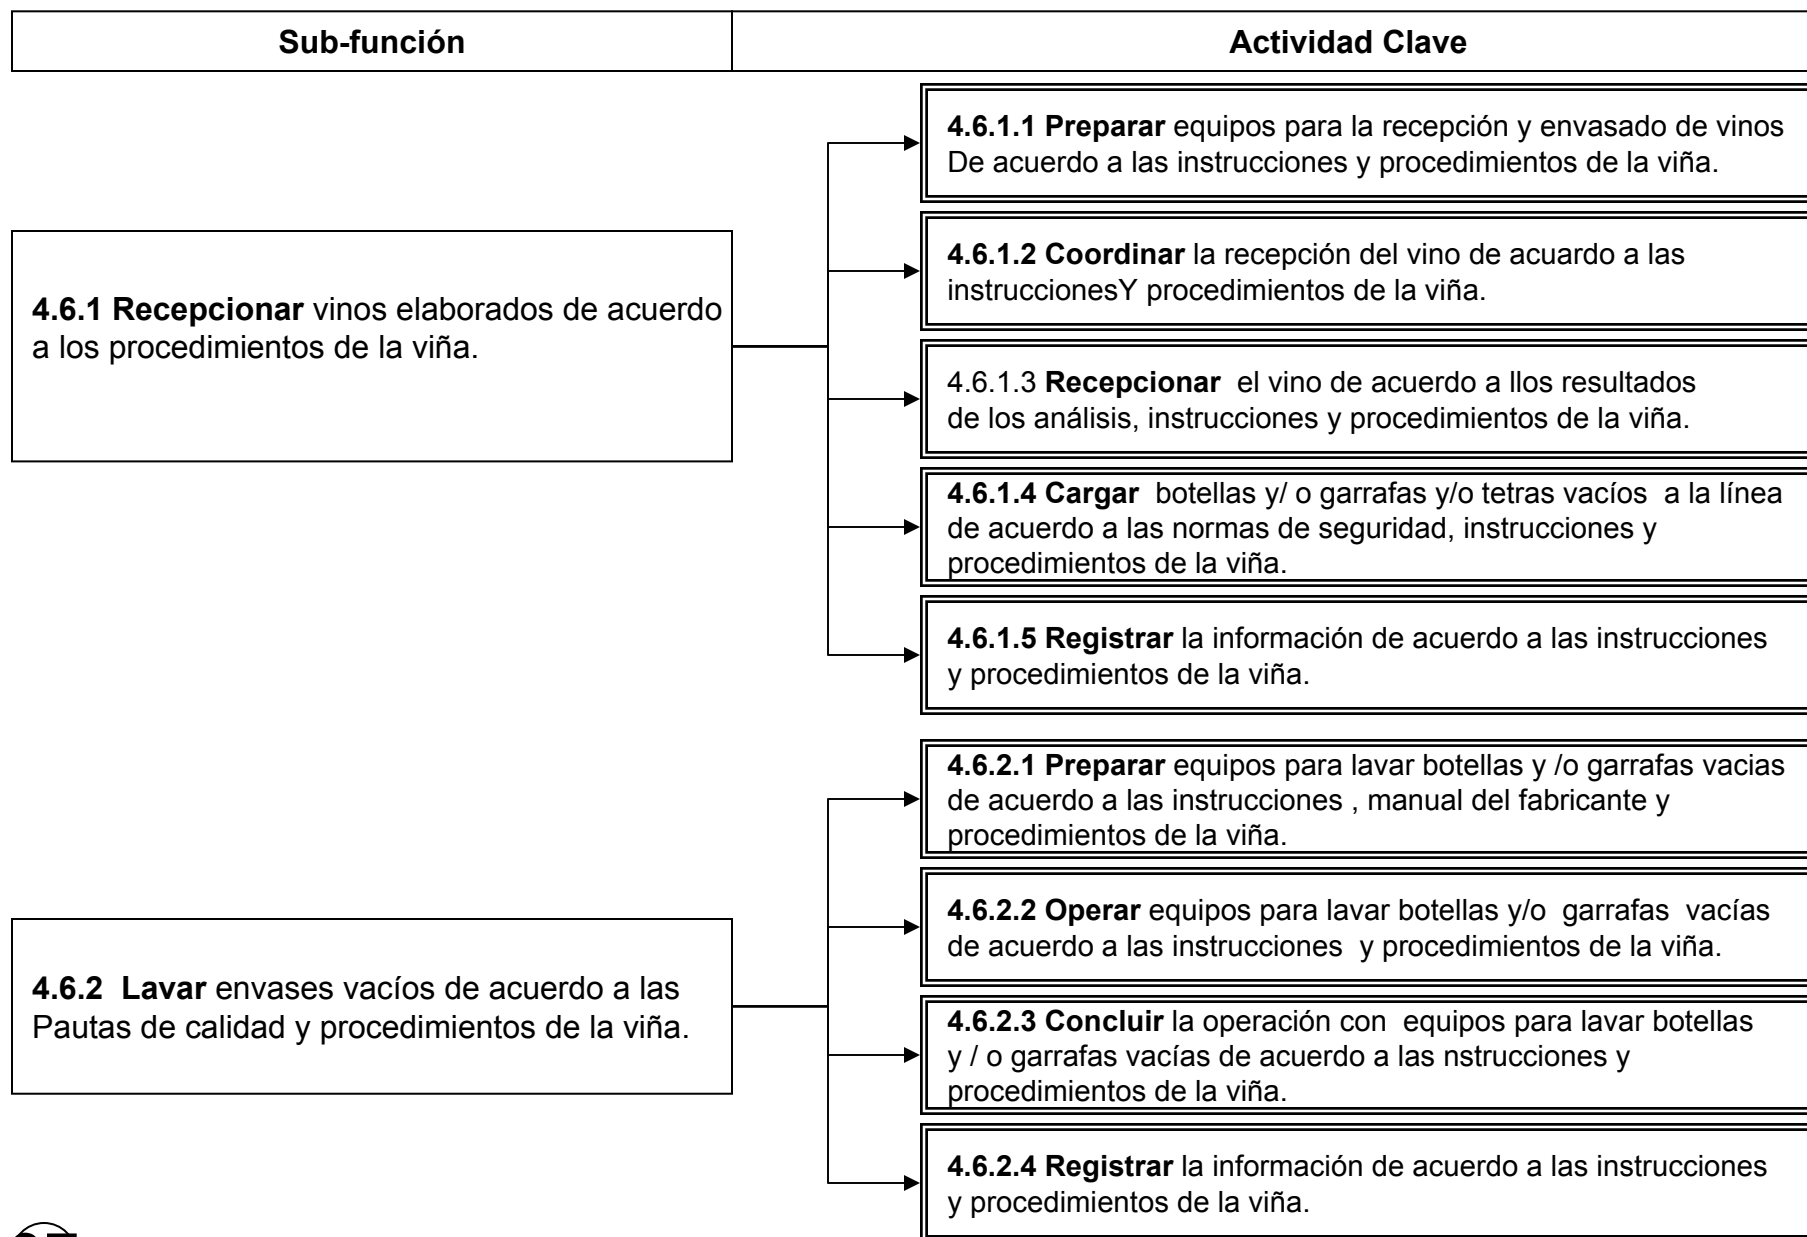 Sub-función
Actividad Clave
4.6.1 Recepcionar vinos elaborados de acuerdo
a los procedimientos de la viña.
4.6.1.1 Preparar equipos para la recepción y envasado de vinos
De acuerdo a las instrucciones y procedimientos de la viña.
4.6.1.2 Coordinar la recepción del vino de acuardo a las
instruccionesY procedimientos de la viña.
4.6.1.3 Recepcionar el vino de acuerdo a llos resultados
de los análisis, instrucciones y procedimientos de la viña.
4.6.1.4 Cargar botellas y/ o garrafas y/o tetras vacíos a la línea
de acuerdo a las normas de seguridad, instrucciones y
procedimientos de la viña.
4.6.1.5 Registrar la información de acuerdo a las instrucciones
y procedimientos de la viña.
4.6.2 Lavar envases vacíos de acuerdo a las
Pautas de calidad y procedimientos de la viña.
4.6.2.1 Preparar equipos para lavar botellas y /o garrafas vacias
de acuerdo a las instrucciones , manual del fabricante y
procedimientos de la viña.
4.6.2.2 Operar equipos para lavar botellas y/o garrafas vacías
de acuerdo a las instrucciones y procedimientos de la viña.
4.6.2.3 Concluir la operación con equipos para lavar botellas
y / o garrafas vacías de acuerdo a las nstrucciones y
procedimientos de la viña.
4.6.2.4 Registrar la información de acuerdo a las instrucciones
y procedimientos de la viña.